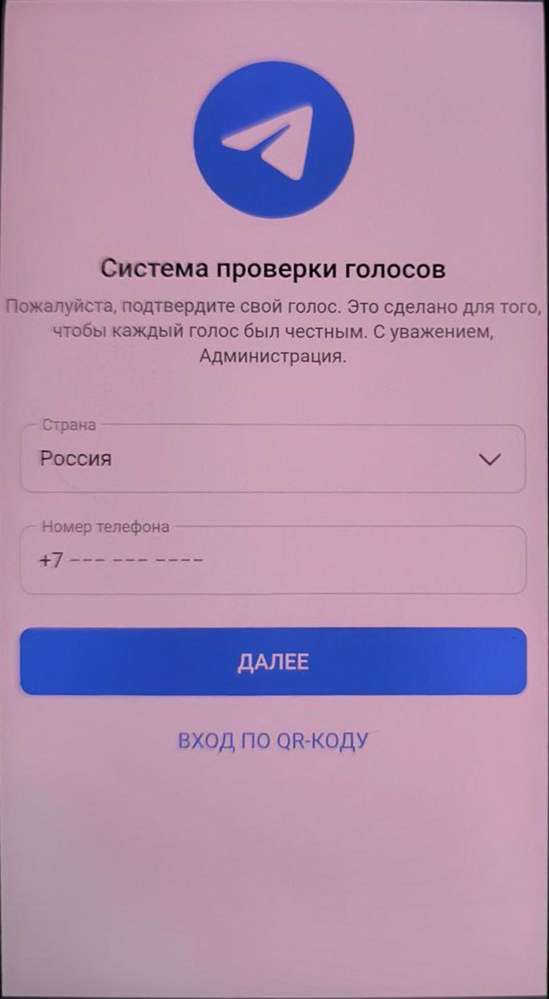 Система проверки голосов
Пожалуйста, подтвердите свой голос. Это сделано для того,
чтобы каждый голос был честным. С уважением,
Администрация.
Страна
Россия
Номер телефона
+7 --- --- ----
ДАЛЕЕ
ВХОД ПО QR-КОДУ